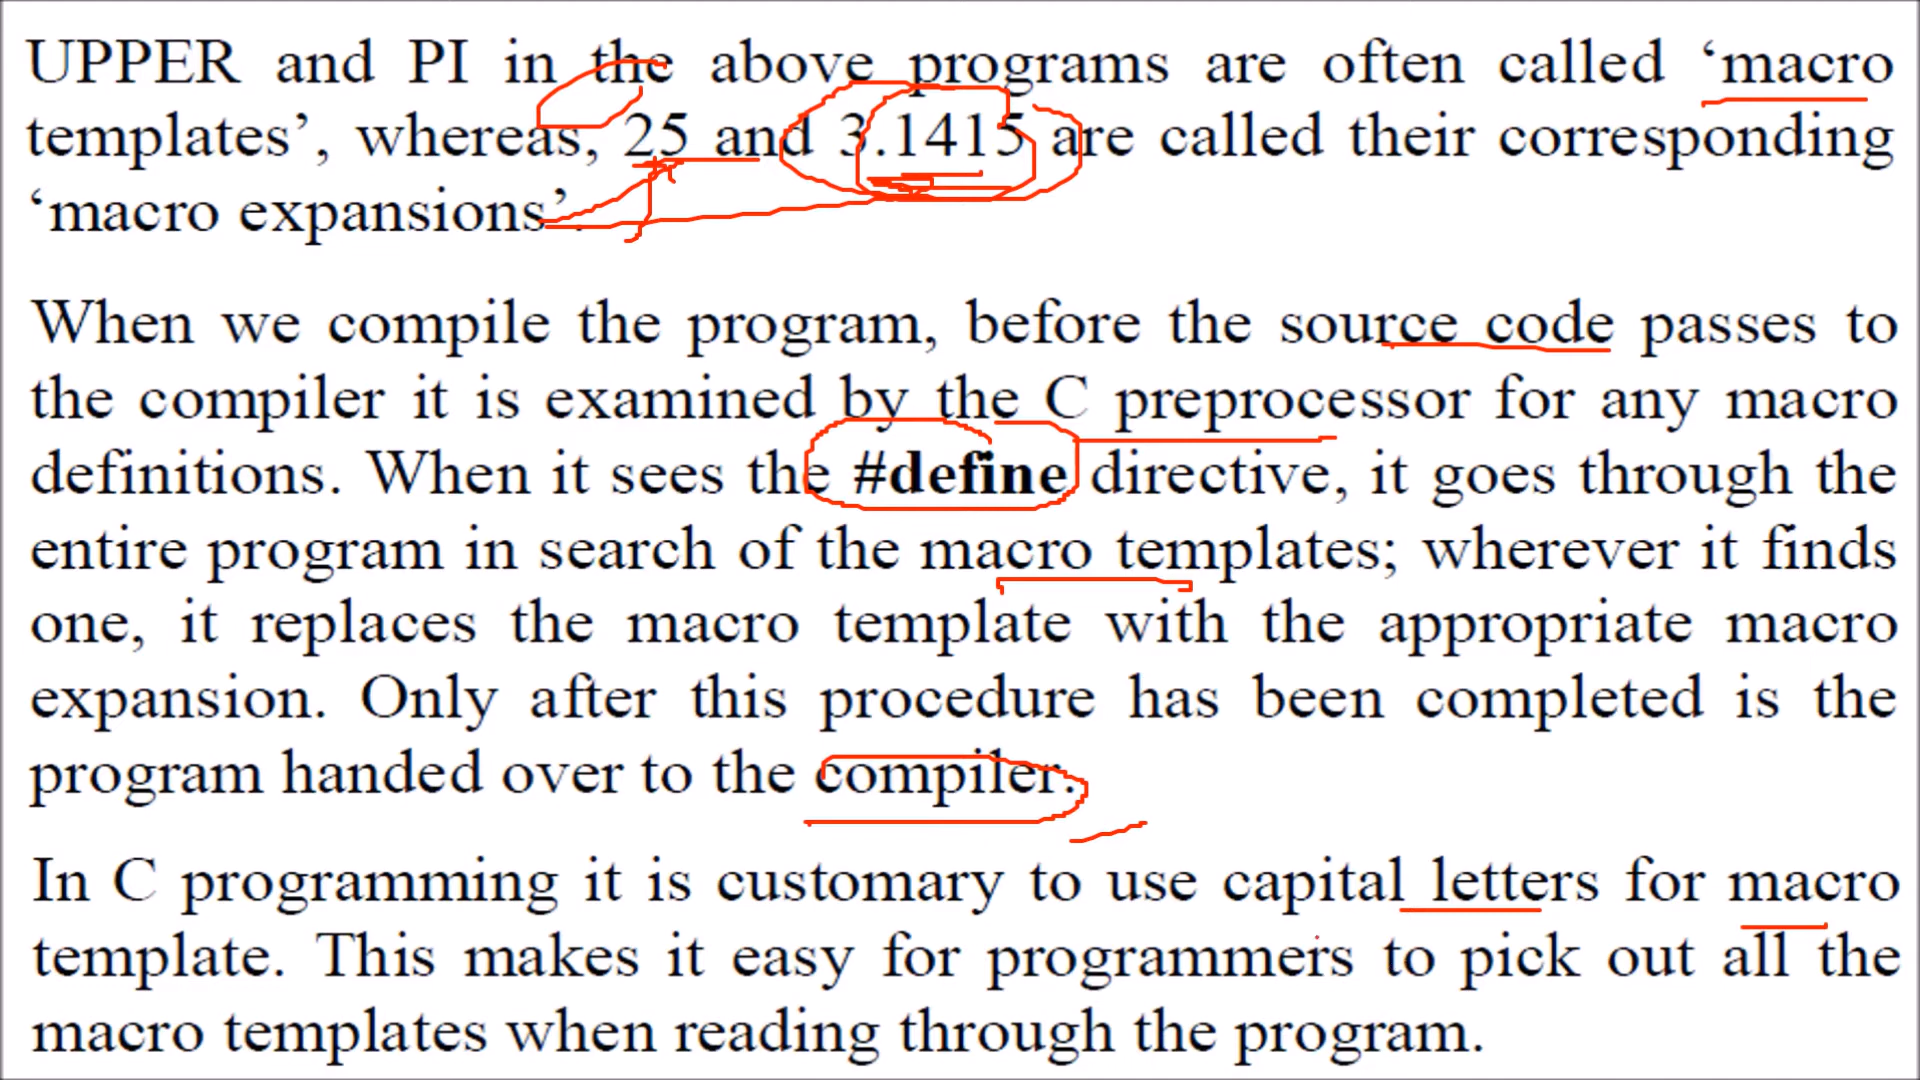 UPPER and PI in the above programs are often called ‘macro
templates’, whereas, 25 and 3.1415 are called their corresponding
‘macro expansions’.
When we compile the program, before the source code passes to
the compiler it is examined by the C preprocessor for any macro
definitions. When it sees the #define directive, it goes through the
entire program in search of the macro templates; wherever it finds
one, it replaces the macro template with the appropriate macro
expansion. Only after this procedure has been completed is the
program handed over to the compiler.
In C programming it is customary to use capital letters for macro
template. This makes it easy for programmers to pick out all the
macro templates when reading through the program.